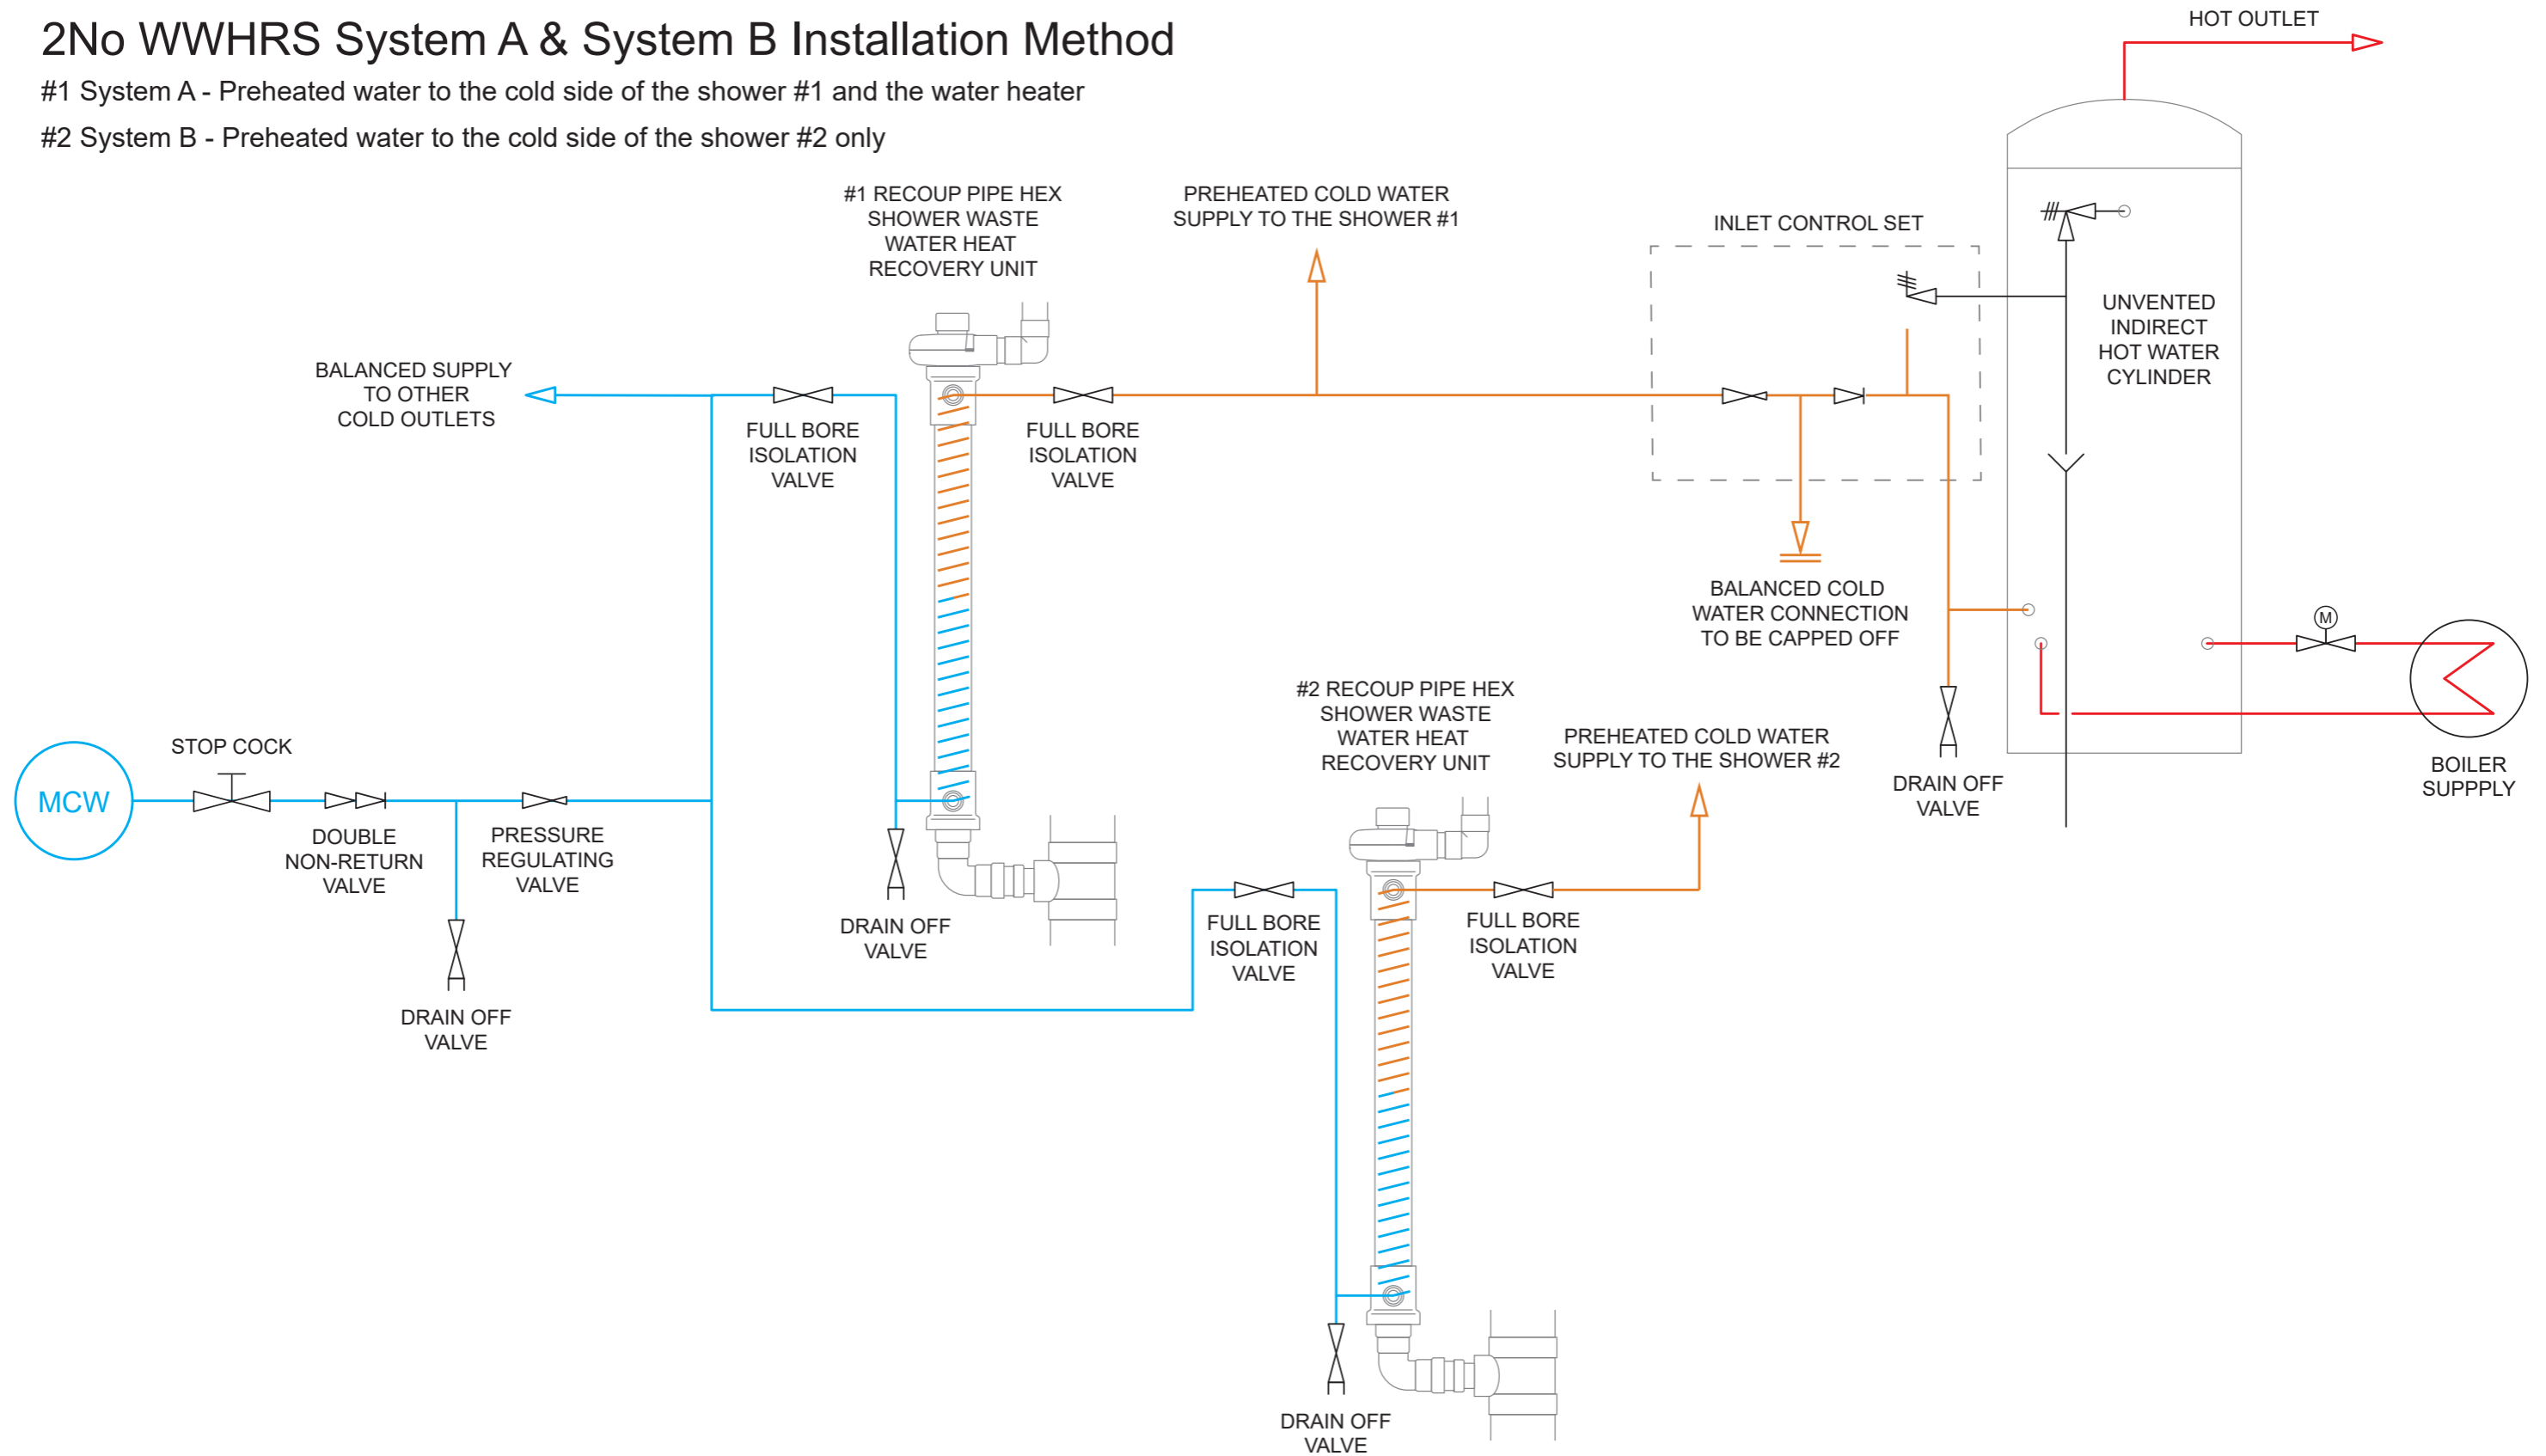 2No WWHRS System A & System B Installation Method
#1 System A - Preheated water to the cold side of the shower #1 and the water heater
#2 System B - Preheated water to the cold side of the shower #2 only
HOT OUTLET
#1 RECOUP PIPE HEX
SHOWER WASTE
WATER HEAT
RECOVERY UNIT
PREHEATED COLD WATER
SUPPLY TO THE SHOWER #1
INLET CONTROL SET
UNVENTED
INDIRECT
HOT WATER
CYLINDER
BALANCED SUPPLY
TO OTHER
COLD OUTLETS
FULL BORE
ISOLATION
VALVE
FULL BORE
ISOLATION
VALVE
BALANCED COLD
WATER CONNECTION
TO BE CAPPED OFF
M
BOILER
SUPPPLY
#2 RECOUP PIPE HEX
SHOWER WASTE
WATER HEAT
RECOVERY UNIT
PREHEATED COLD WATER
SUPPLY TO THE SHOWER #2
DRAIN OFF
VALVE
MCW
STOP COCK
DOUBLE
NON-RETURN
VALVE
PRESSURE
REGULATING
VALVE
DRAIN OFF
VALVE
DRAIN OFF
VALVE
FULL BORE
ISOLATION
VALVE
FULL BORE
ISOLATION
VALVE
DRAIN OFF
VALVE